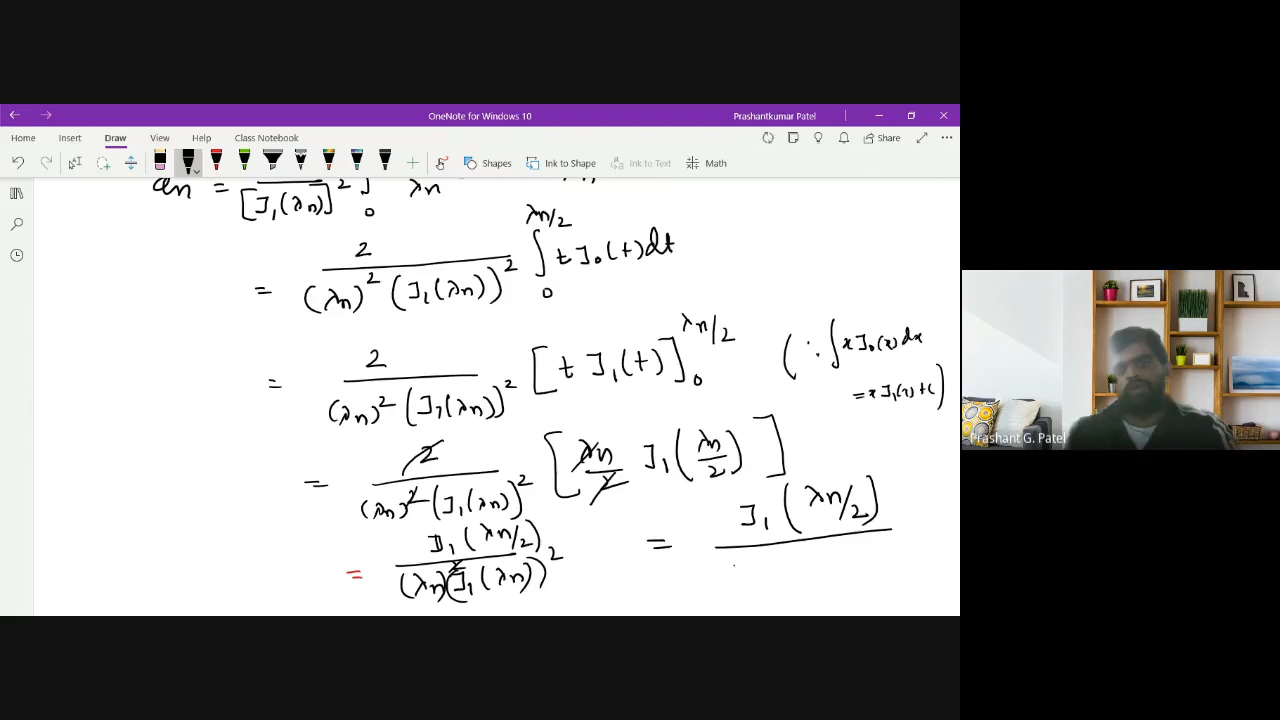 OneNote for Windows 10
Prashantkumar Patel
Home Insert Draw View Help Class Notebook
Share
Shapes Ink to Shape Ink to Text Math
an = [J₁(λn)]² ∫ 0 λn
= 2 / (λn)² (J₁(λn))² ∫₀^λn/2 t J₀(t) dt
= 2 / (λn)² (J₁(λn))² [t J₁(t)]₀^λn/2 (∵ ∫ x J₀(x) dx
= x J₁(x) + c)
= 2 / (λn)² (J₁(λn))² [λn/2 J₁(λn/2)]
= J₁(λn/2) / (λn) (J₁(λn))² = J₁(λn/2)
Prashant G. Patel